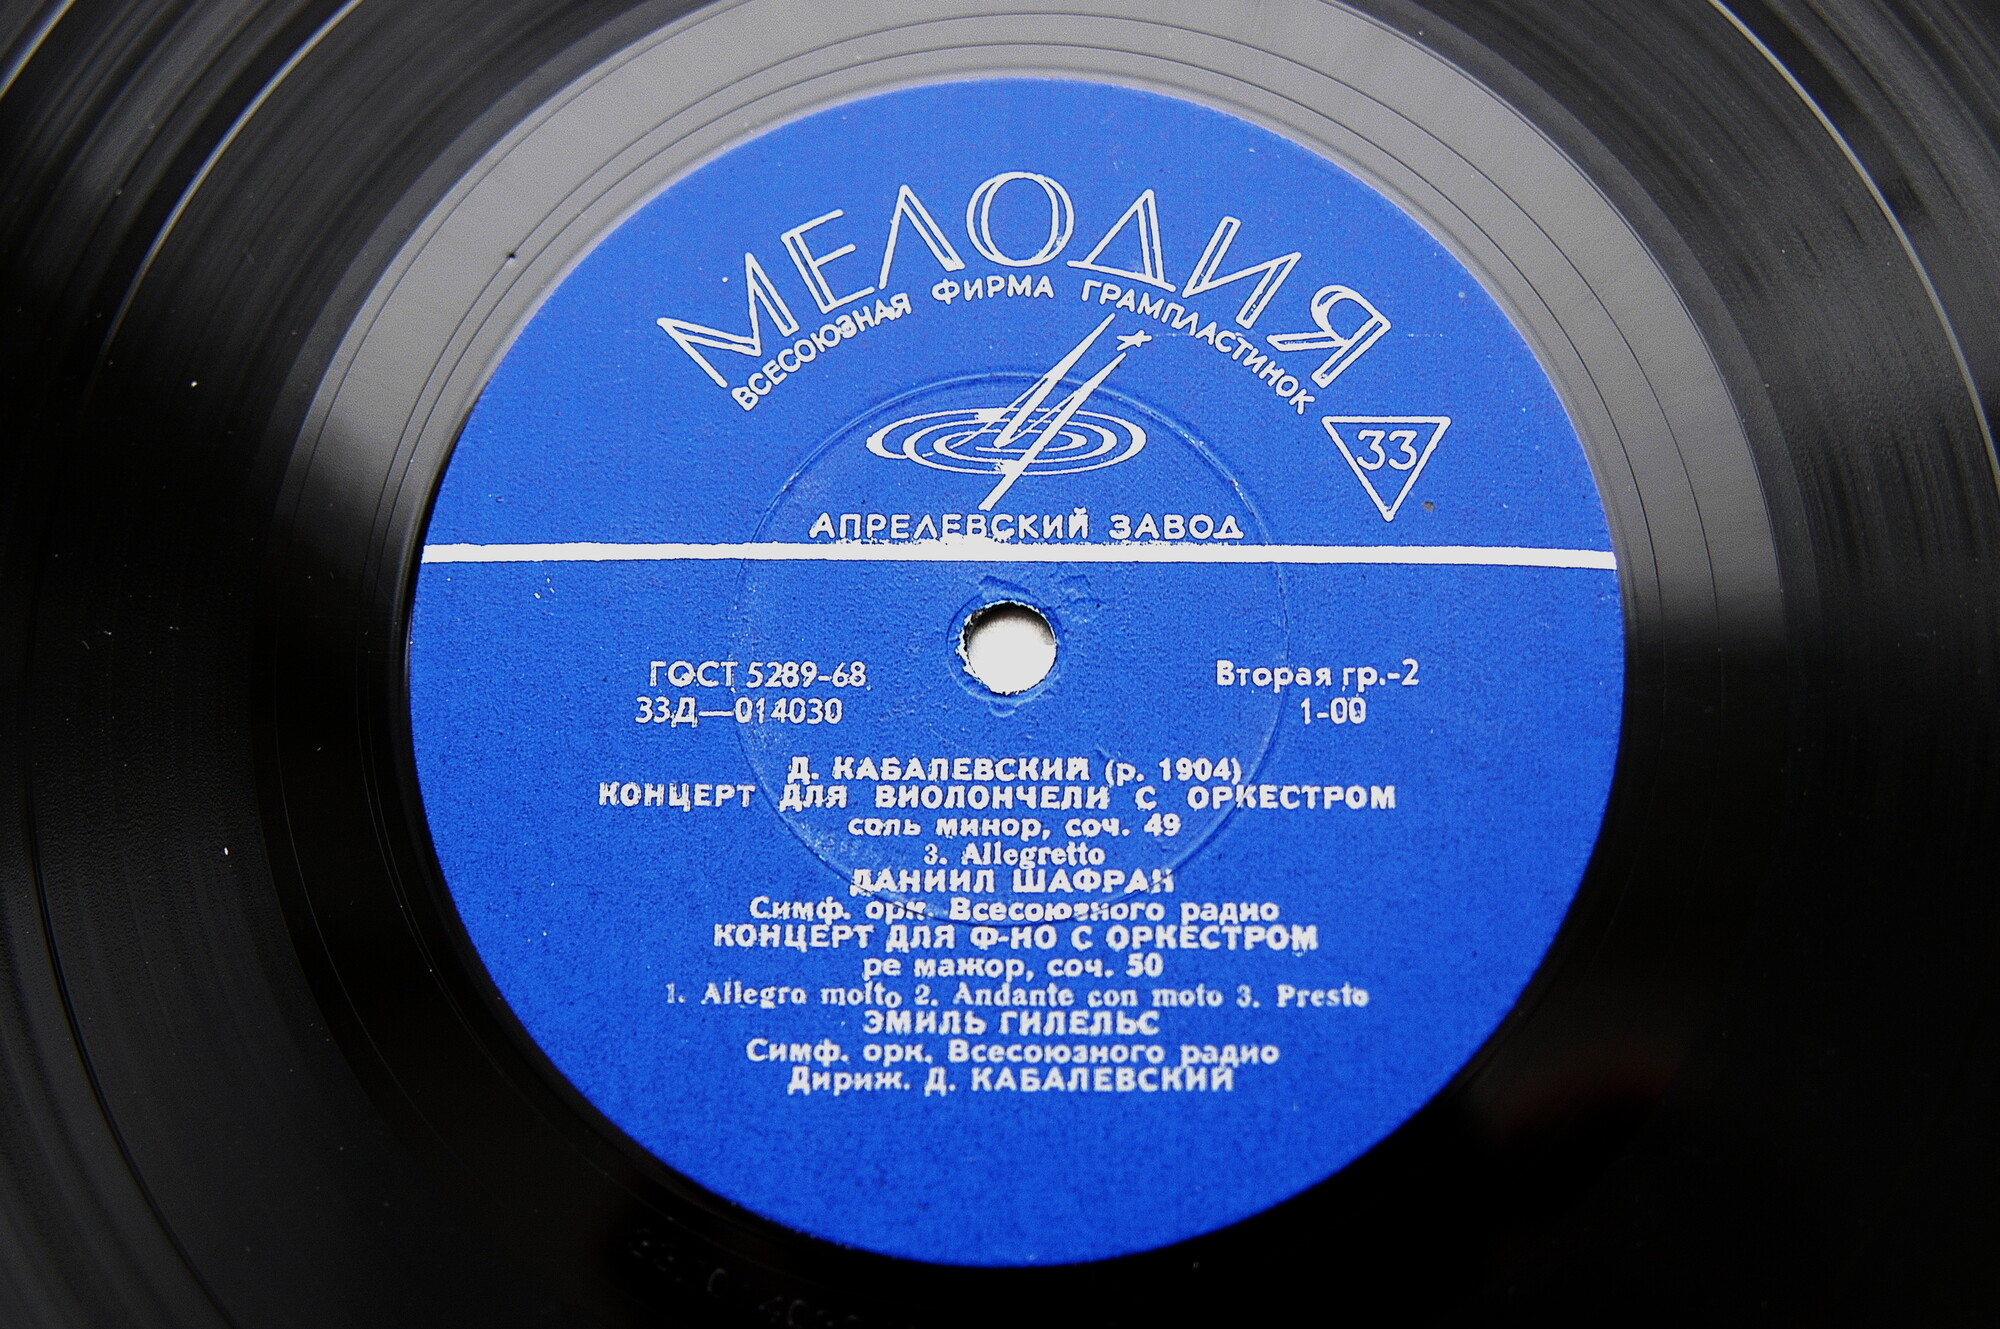 МЕЛОДИЯ
ВСЕСОЮЗНАЯ ФИРМА ГРАМПЛАСТИНОК
33
АПРЕЛЕВСКИЙ ЗАВОД
ГОСТ 5289-68
33Д—014030
Вторая гр.-2
1-00
Д. КАБАЛЕВСКИЙ (р. 1904)
КОНЦЕРТ ДЛЯ ВИОЛОНЧЕЛИ С ОРКЕСТРОМ
соль минор, соч. 49
3. Allegretto
ДАНИИЛ ШАФРАН
Симф. орк. Всесоюзного радио
КОНЦЕРТ ДЛЯ Ф-НО С ОРКЕСТРОМ
ре мажор, соч. 50
1. Allegro molto 2. Andante con moto 3. Presto
ЭМИЛЬ ГИЛЕЛЬС
Симф. орк. Всесоюзного радио
Дириж. Д. КАБАЛЕВСКИЙ